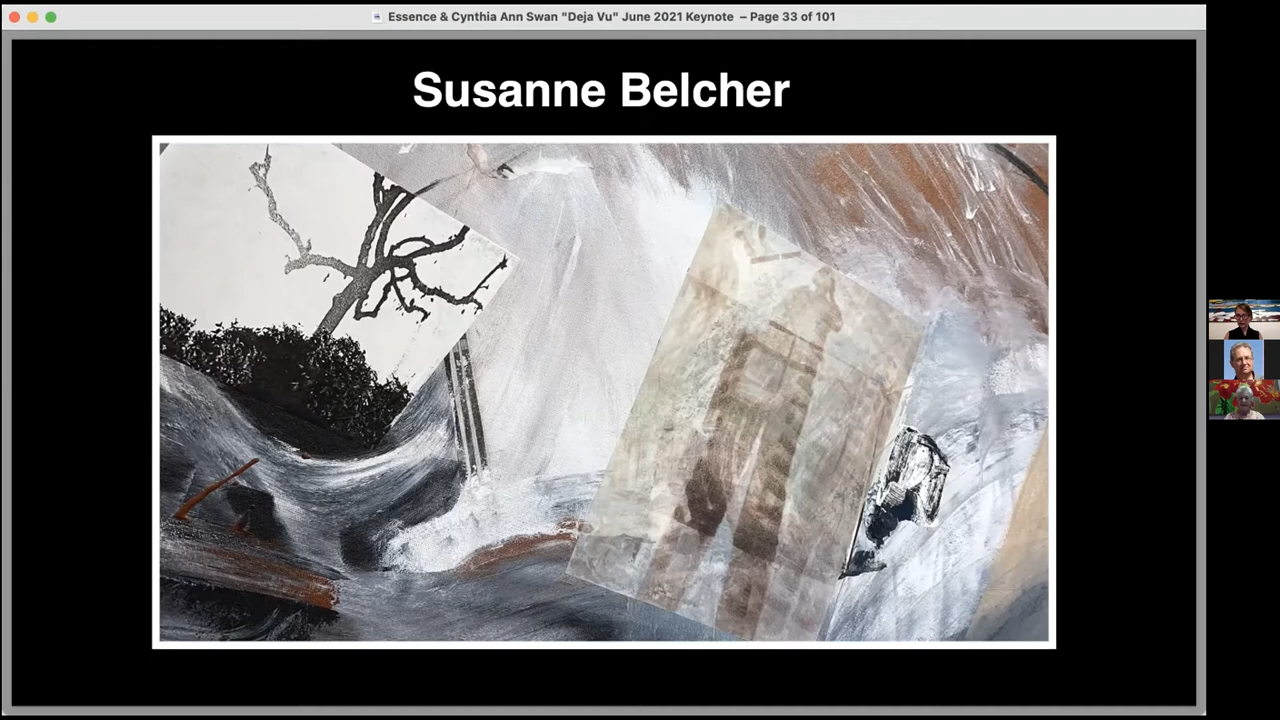 Essence & Cynthia Ann Swan "Deja Vu" June 2021 Keynote – Page 33 of 101
Susanne Belcher